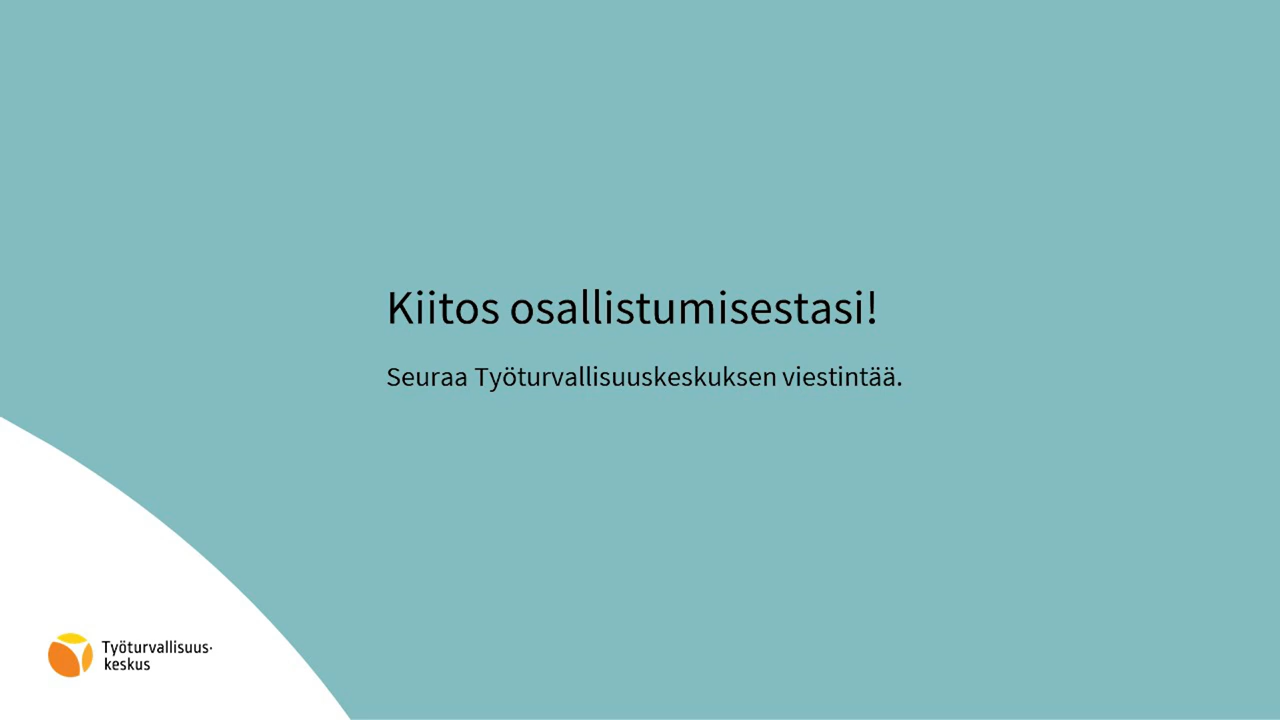 Kiitos osallistumisestasi!
Seuraa Työturvallisuuskeskuksen viestintää.
Työturvallisuus·
keskus